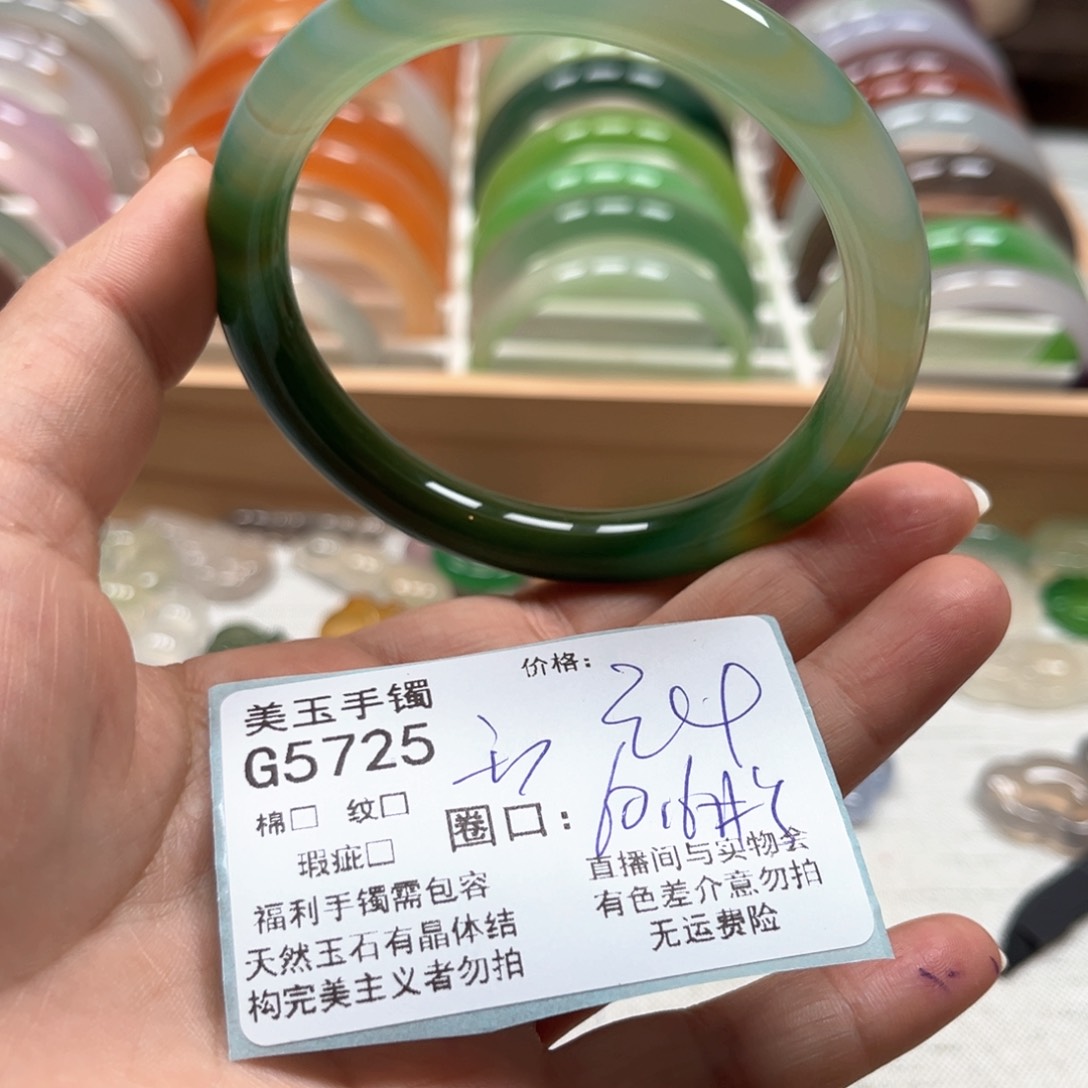 价格:
美玉手镯
G5725
棉□ 纹□
圈口:
瑕疵□
福利手镯需包容
天然玉石有晶体结
构完美主义者勿拍
直播间与实物会
有色差介意勿拍
无运费险